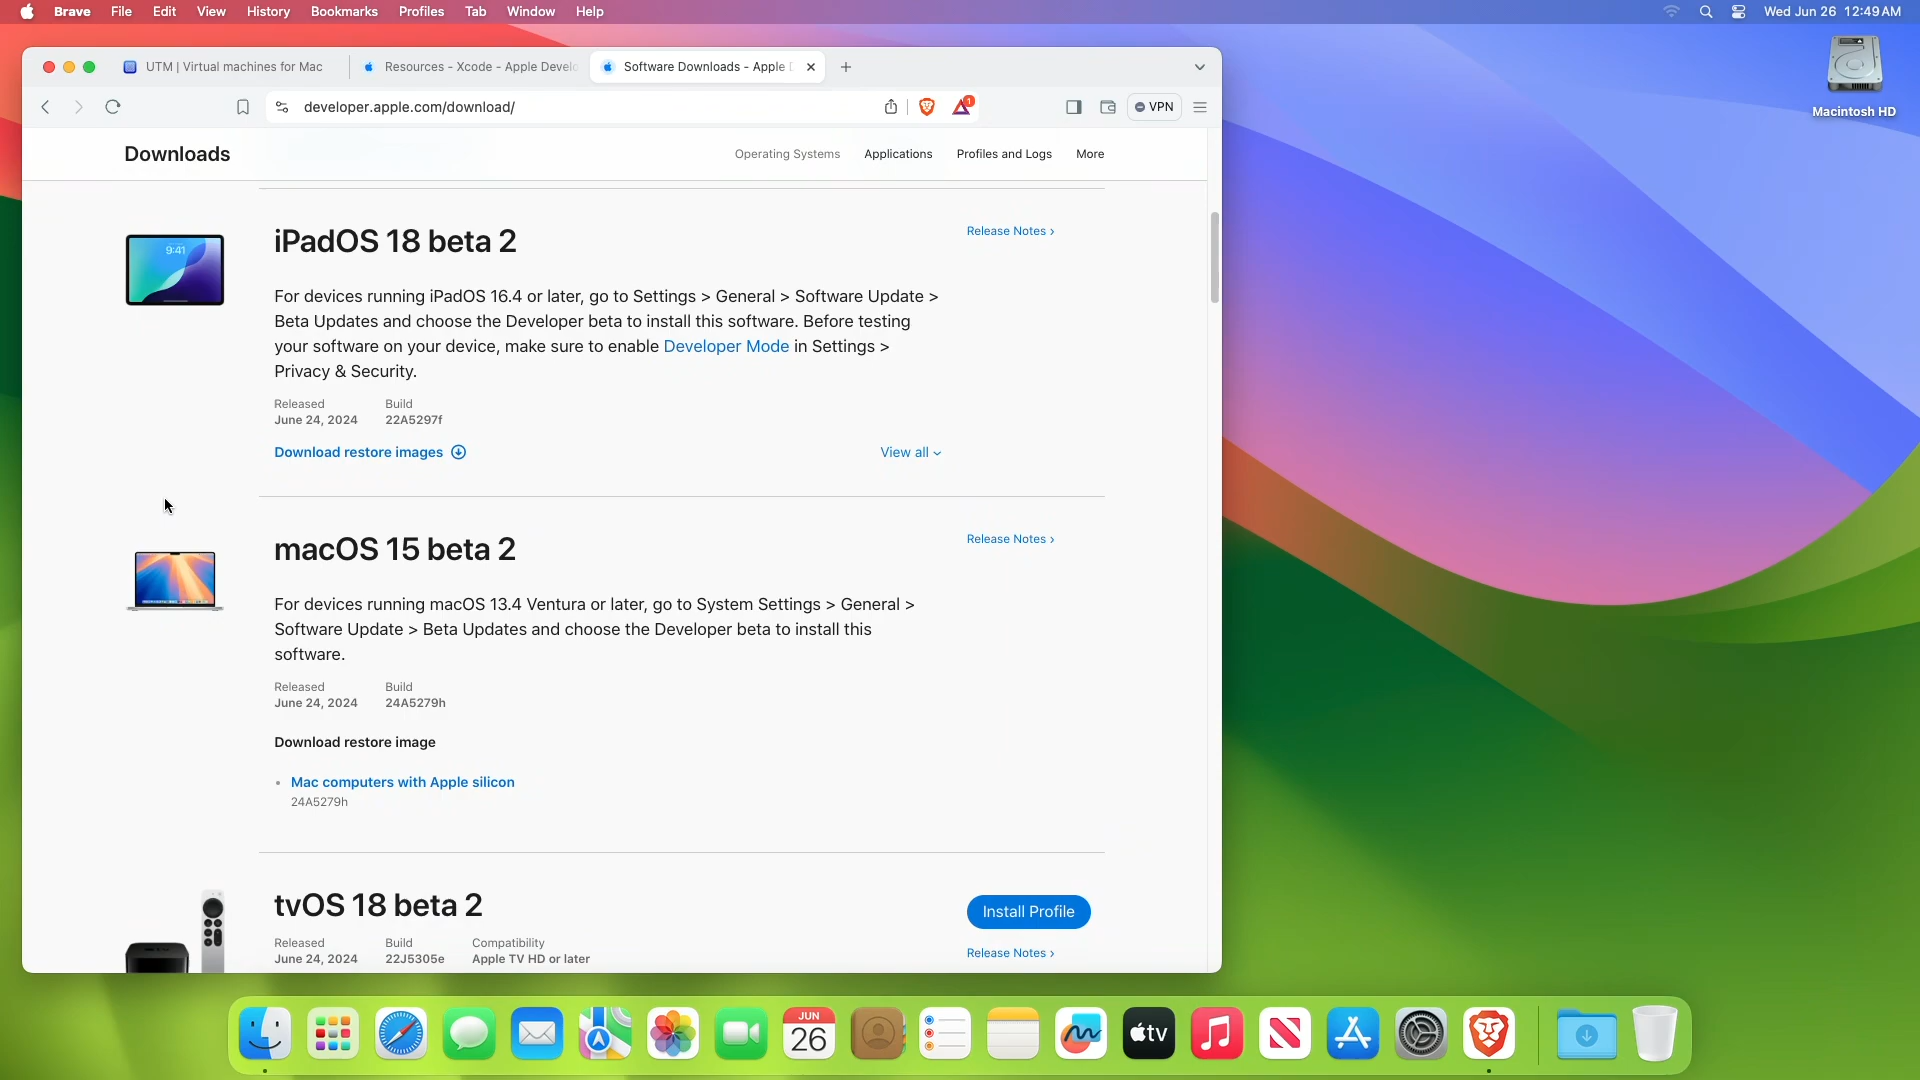 Brave File Edit View History Bookmarks Profiles Tab Window Help
Wed Jun 26 12:49 AM
Macintosh HD
UTM | Virtual machines for Mac
Resources - Xcode - Apple Develo
Software Downloads - Apple D
developer.apple.com/download/
1
VPN
Downloads
Operating Systems
Applications
Profiles and Logs
More
9:41
iPadOS 18 beta 2
Release Notes ›
For devices running iPadOS 16.4 or later, go to Settings > General > Software Update >
Beta Updates and choose the Developer beta to install this software. Before testing
your software on your device, make sure to enable Developer Mode in Settings >
Privacy & Security.
Released Build
June 24, 2024 22A5297f
Download restore images
View all
macOS 15 beta 2
Release Notes ›
For devices running macOS 13.4 Ventura or later, go to System Settings > General >
Software Update > Beta Updates and choose the Developer beta to install this
software.
Released Build
June 24, 2024 24A5279h
Download restore image
• Mac computers with Apple silicon
24A5279h
tvOS 18 beta 2
Install Profile
Released Build Compatibility
June 24, 2024 22J5305e Apple TV HD or later
Release Notes ›
JUN
26
tv